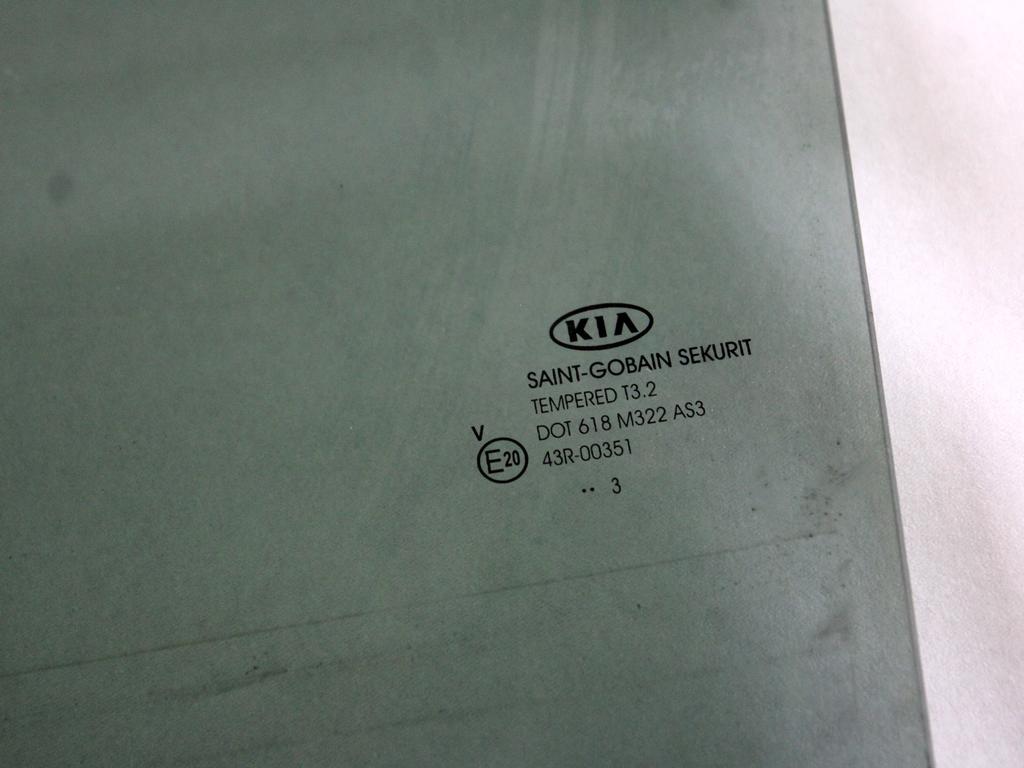 KIA
SAINT-GOBAIN SEKURIT
TEMPERED T3.2
DOT 618 M322 AS3
V
E20 43R-00351
.. 3